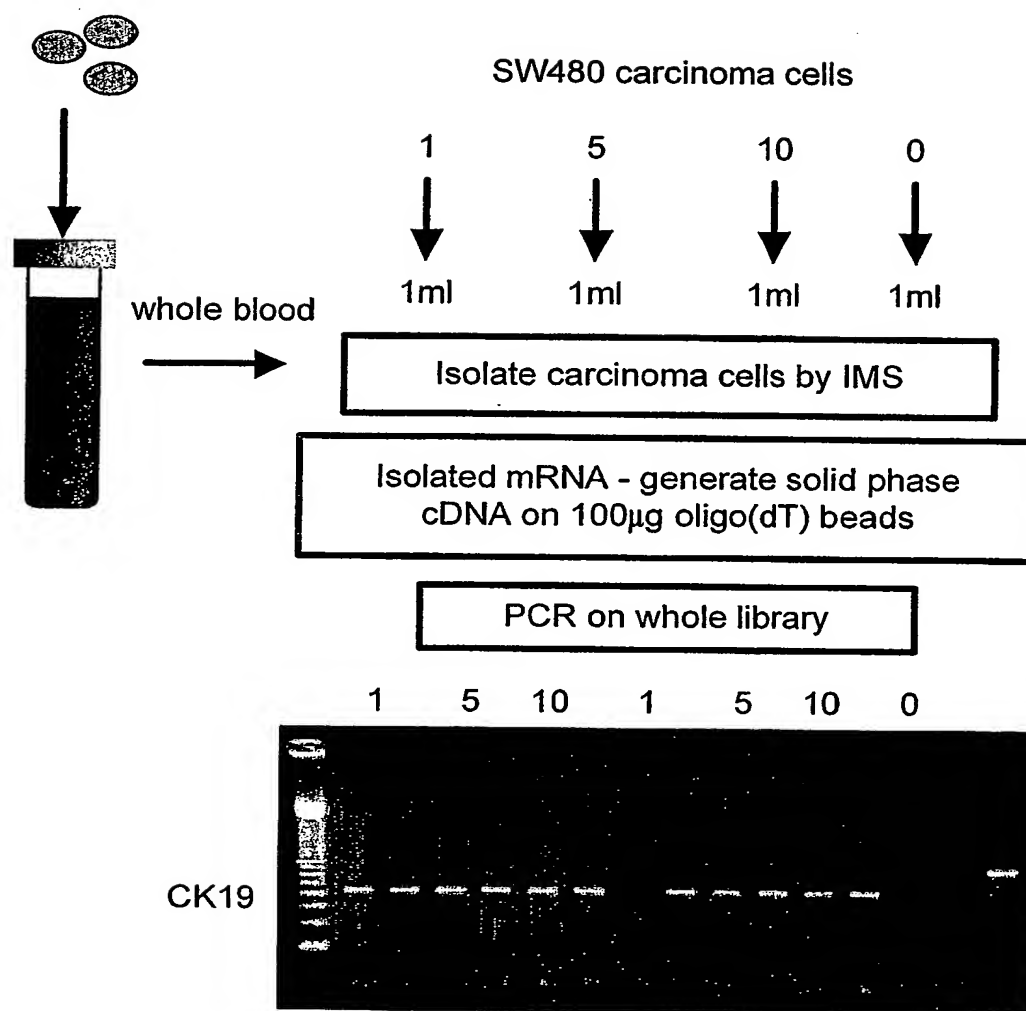 SW480 carcinoma cells
1 5 10 0
1ml 1ml 1ml 1ml
whole blood
Isolate carcinoma cells by IMS
Isolated mRNA - generate solid phase
cDNA on 100µg oligo(dT) beads
PCR on whole library
1 5 10 1 5 10 0
CK19